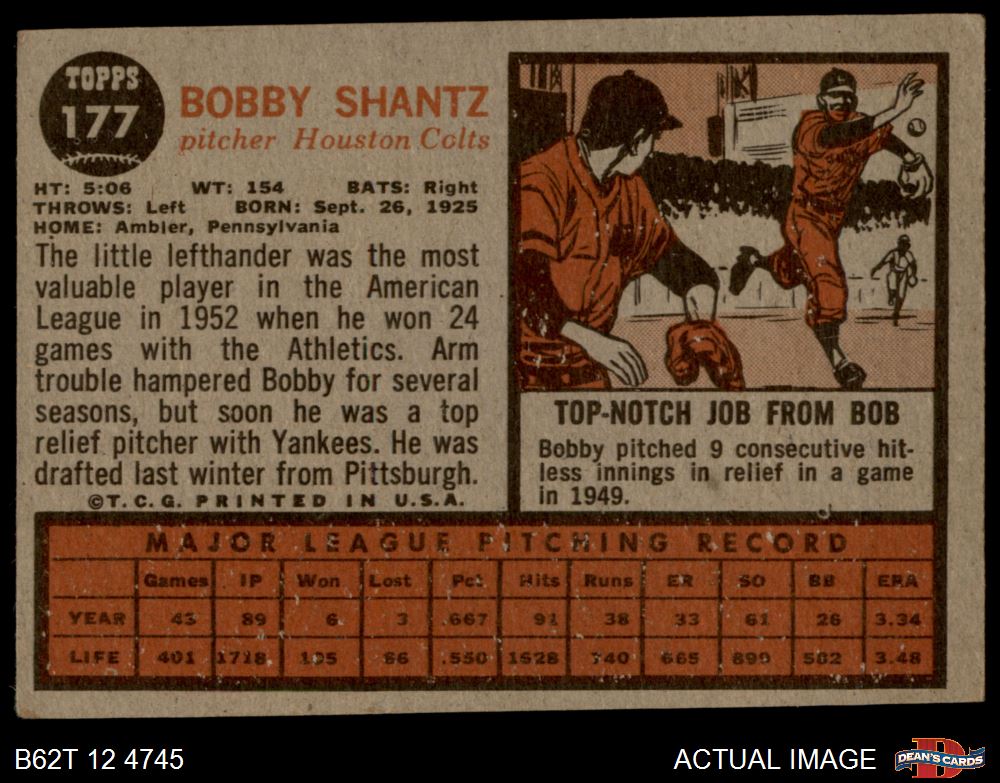 TOPPS
177
BOBBY SHANTZ
pitcher Houston Colts
HT: 5:06 WT: 154 BATS: Right
THROWS: Left BORN: Sept. 26, 1925
HOME: Ambler, Pennsylvania
The little lefthander was the most
valuable player in the American
League in 1952 when he won 24
games with the Athletics. Arm
trouble hampered Bobby for several
seasons, but soon he was a top
relief pitcher with Yankees. He was
drafted last winter from Pittsburgh.
©T.C.G. PRINTED IN U.S.A.
TOP-NOTCH JOB FROM BOB
Bobby pitched 9 consecutive hit-
less innings in relief in a game
in 1949.
MAJOR LEAGUE PITCHING RECORD
Games IP Won Lost Pct. Hits Runs ER SO BB ERA
YEAR 43 89 6 3 .667 91 38 33 61 26 3.34
LIFE 401 1718 105 86 .550 1628 740 665 899 502 3.48
B62T 12 4745
ACTUAL IMAGE
D
DEAN'S CARDS